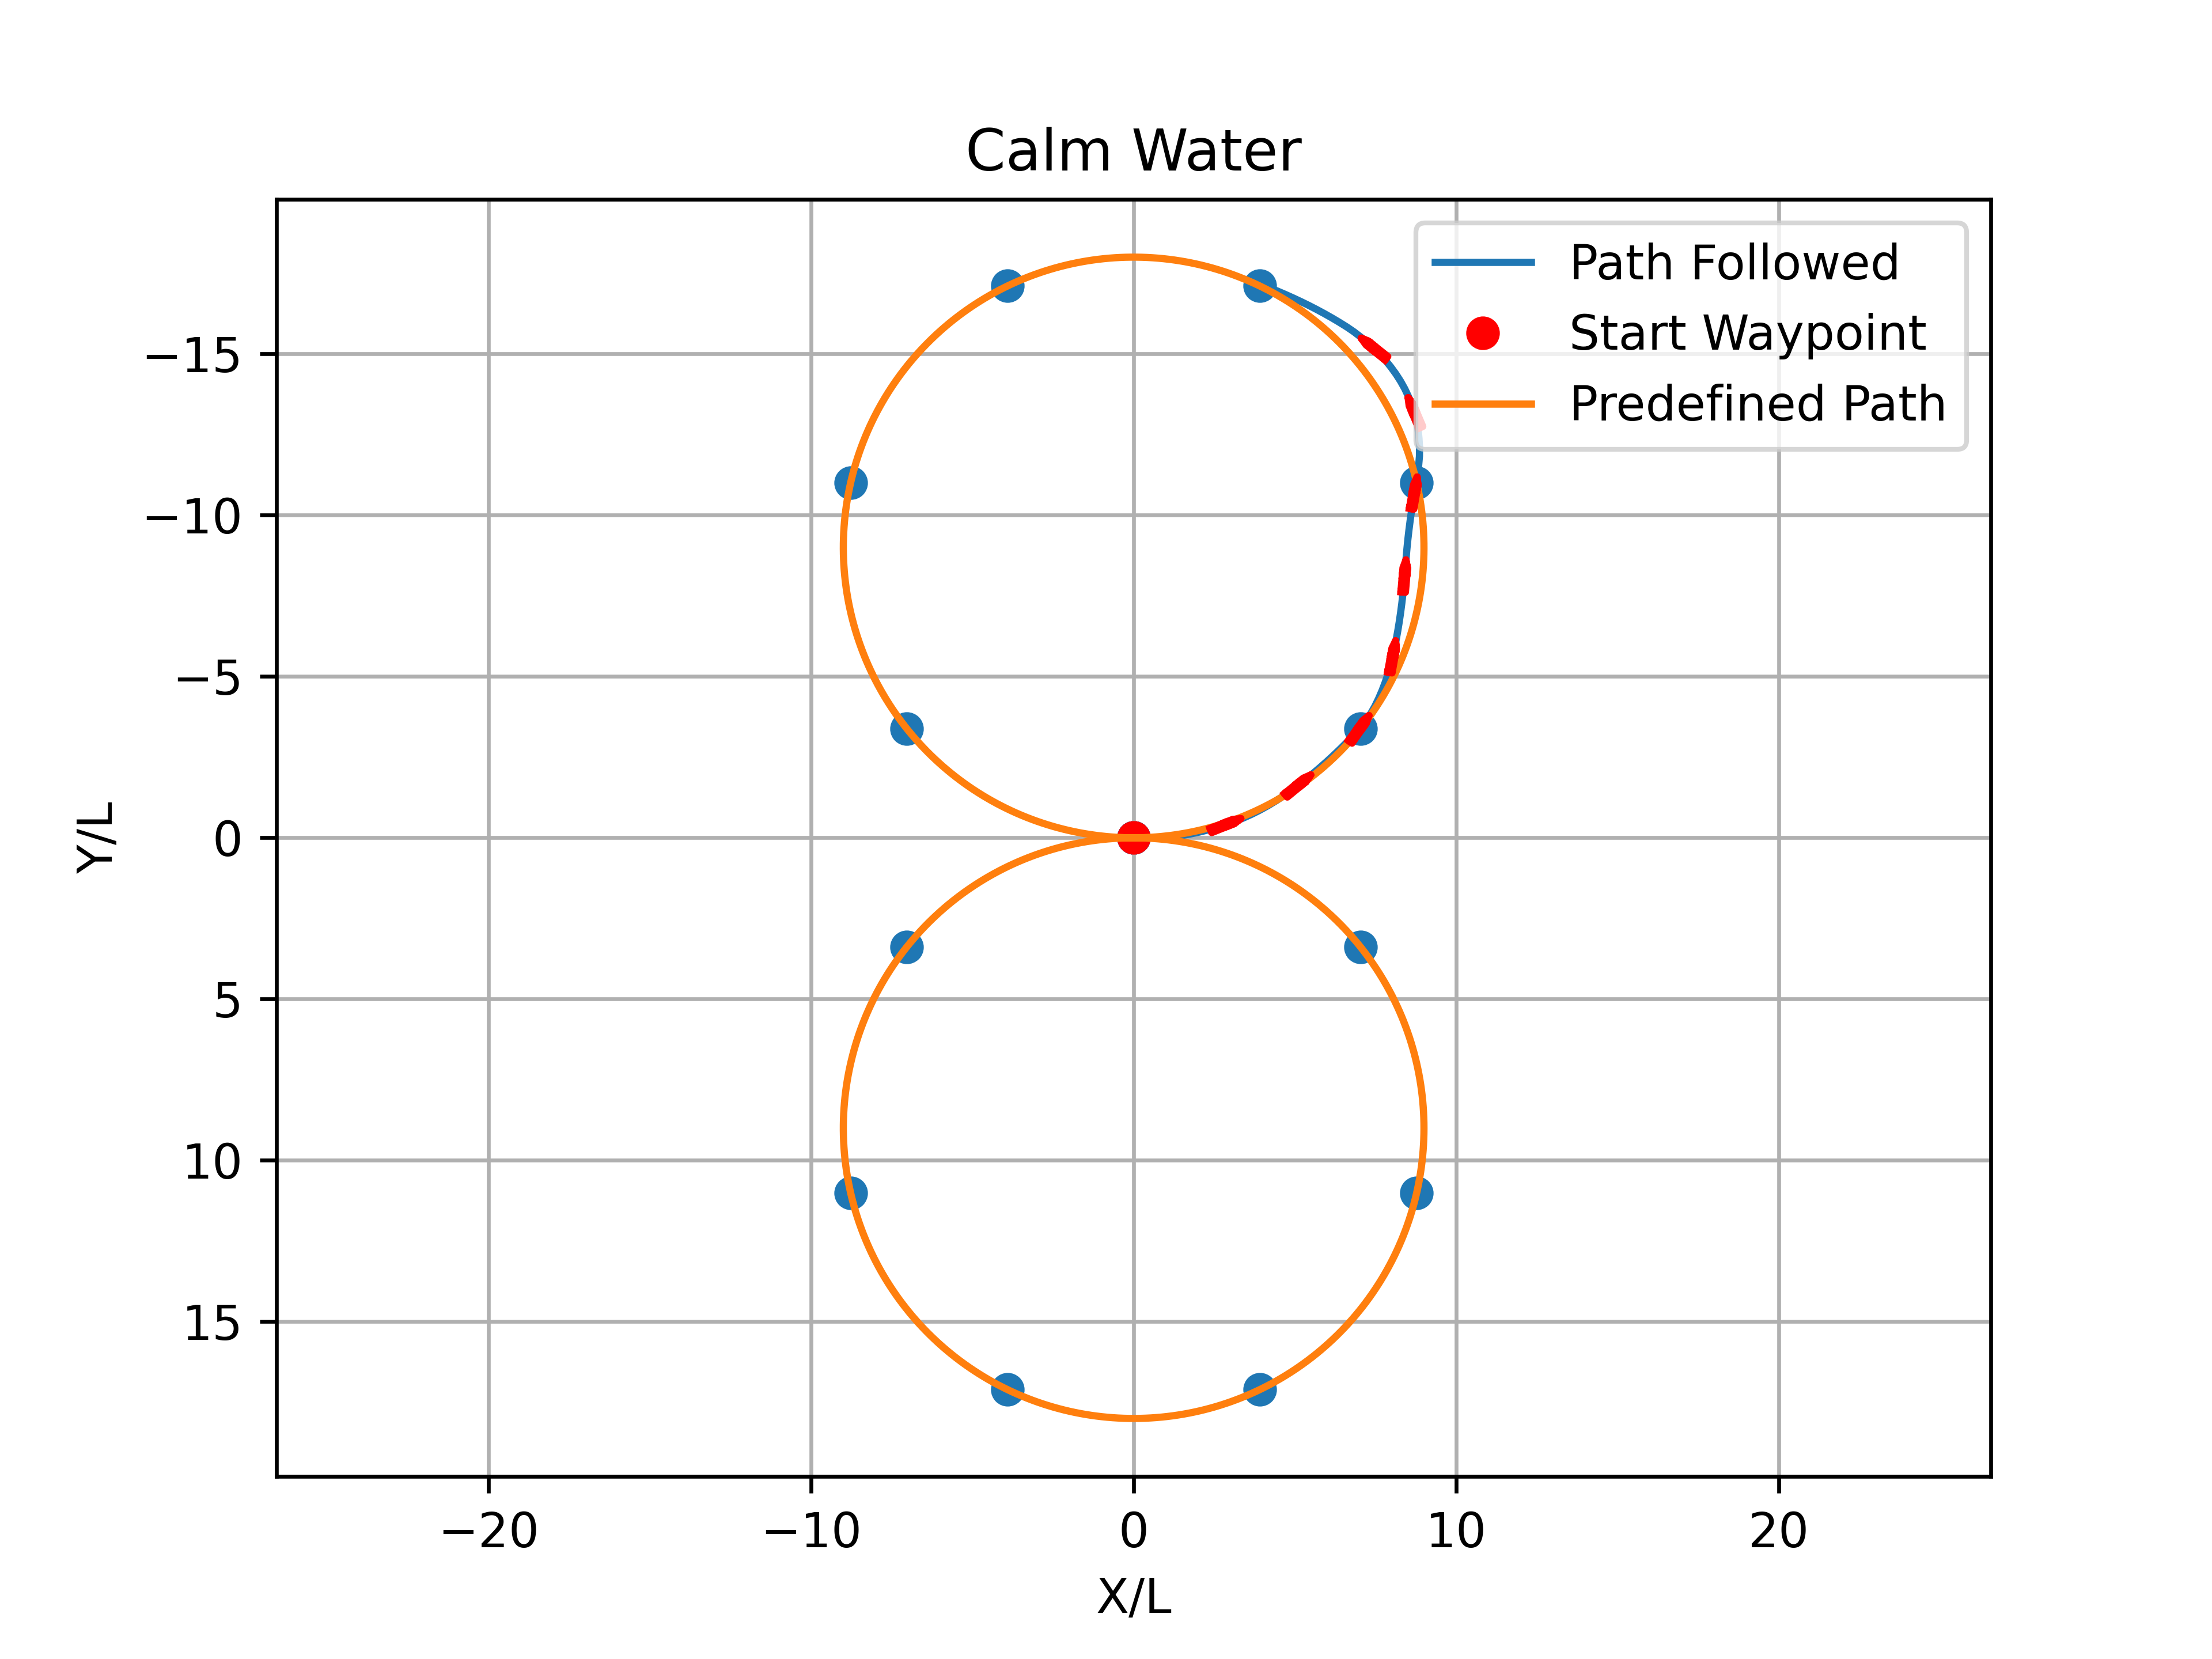 Calm Water
Path Followed
Start Waypoint
Predefined Path
−15
−10
−5
0
5
10
15
Y/L
−20 −10 0 10 20
X/L